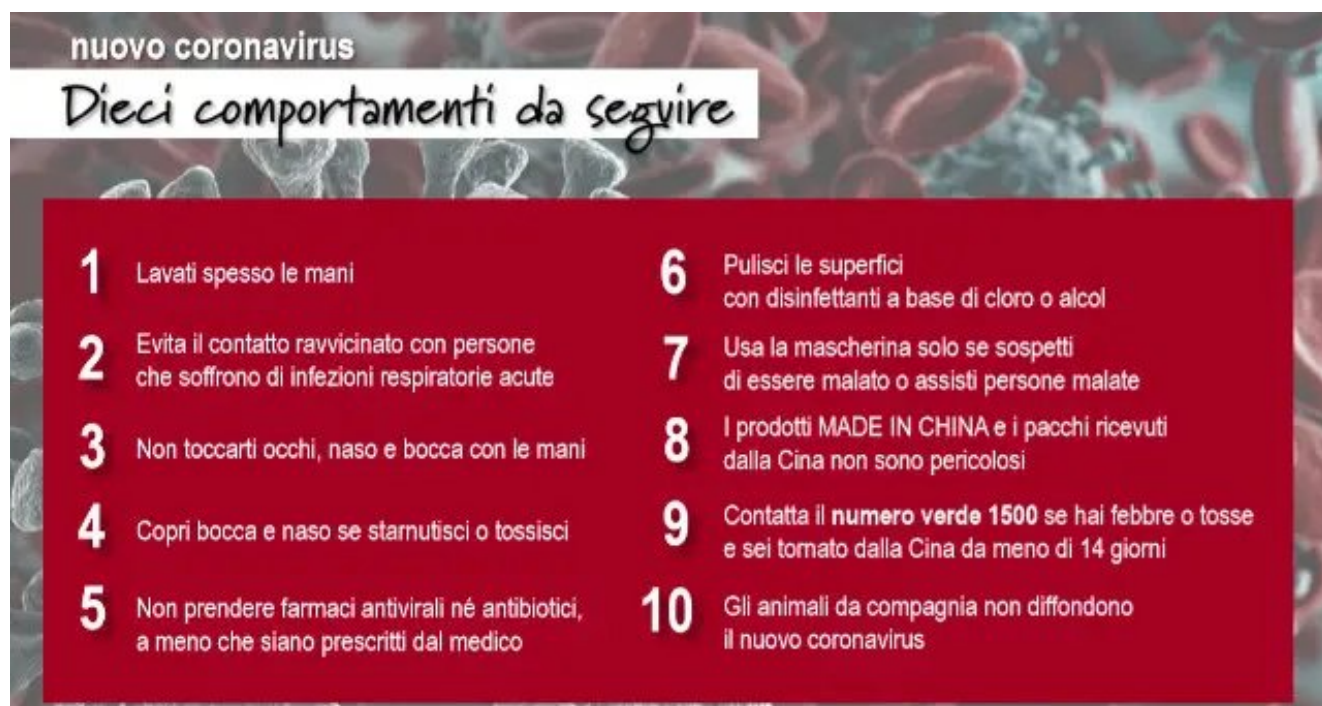 nuovo coronavirus
Dieci comportamenti da seguire
1 Lavati spesso le mani
2 Evita il contatto ravvicinato con persone
che soffrono di infezioni respiratorie acute
3 Non toccarti occhi, naso e bocca con le mani
4 Copri bocca e naso se starnutisci o tossisci
5 Non prendere farmaci antivirali né antibiotici,
a meno che siano prescritti dal medico
6 Pulisci le superfici
con disinfettanti a base di cloro o alcol
7 Usa la mascherina solo se sospetti
di essere malato o assisti persone malate
8 I prodotti MADE IN CHINA e i pacchi ricevuti
dalla Cina non sono pericolosi
9 Contatta il numero verde 1500 se hai febbre o tosse
e sei tornato dalla Cina da meno di 14 giorni
10 Gli animali da compagnia non diffondono
il nuovo coronavirus